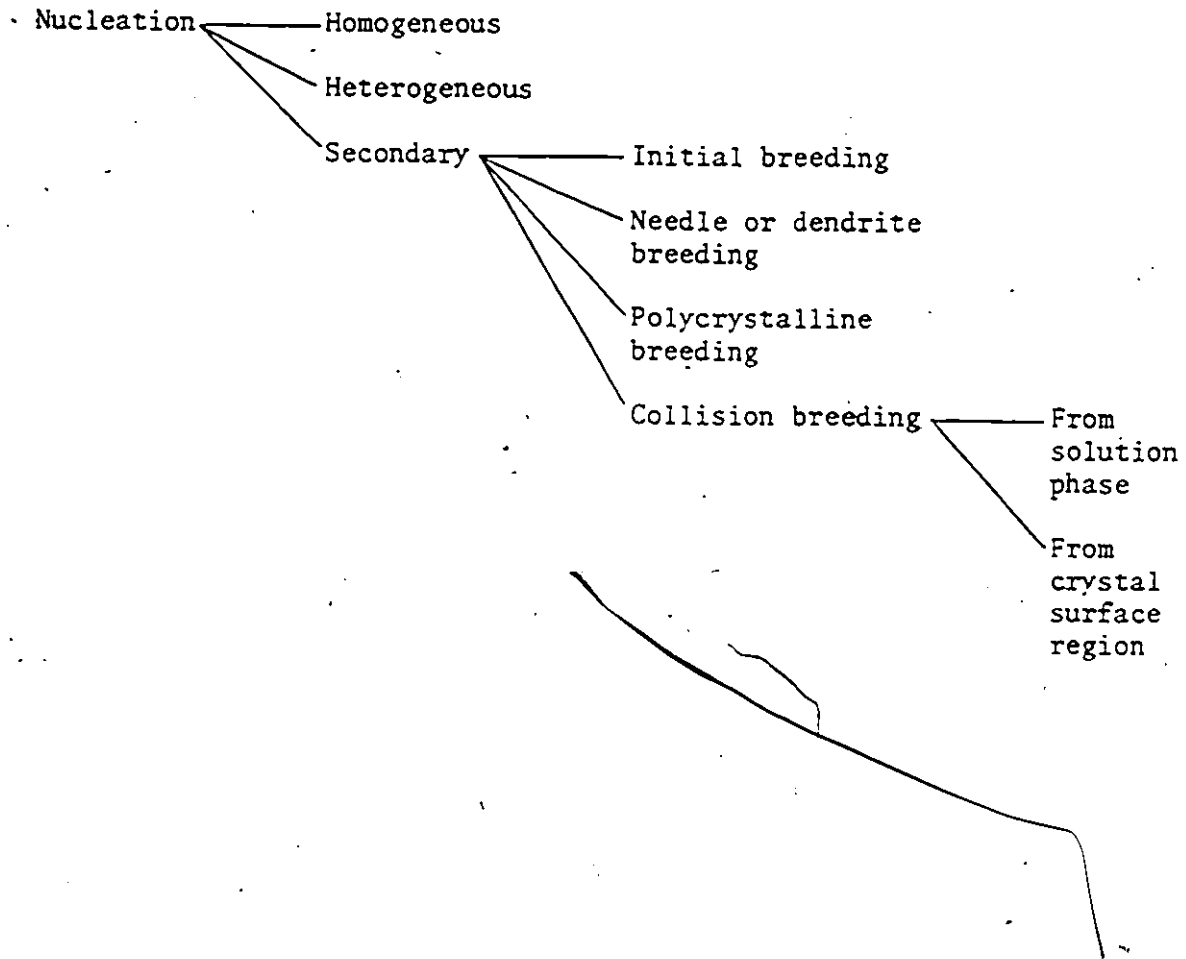 Nucleation
Homogeneous
Heterogeneous
Secondary
Initial breeding
Needle or dendrite
breeding
Polycrystalline
breeding
Collision breeding
From
solution
phase
From
crystal
surface
region